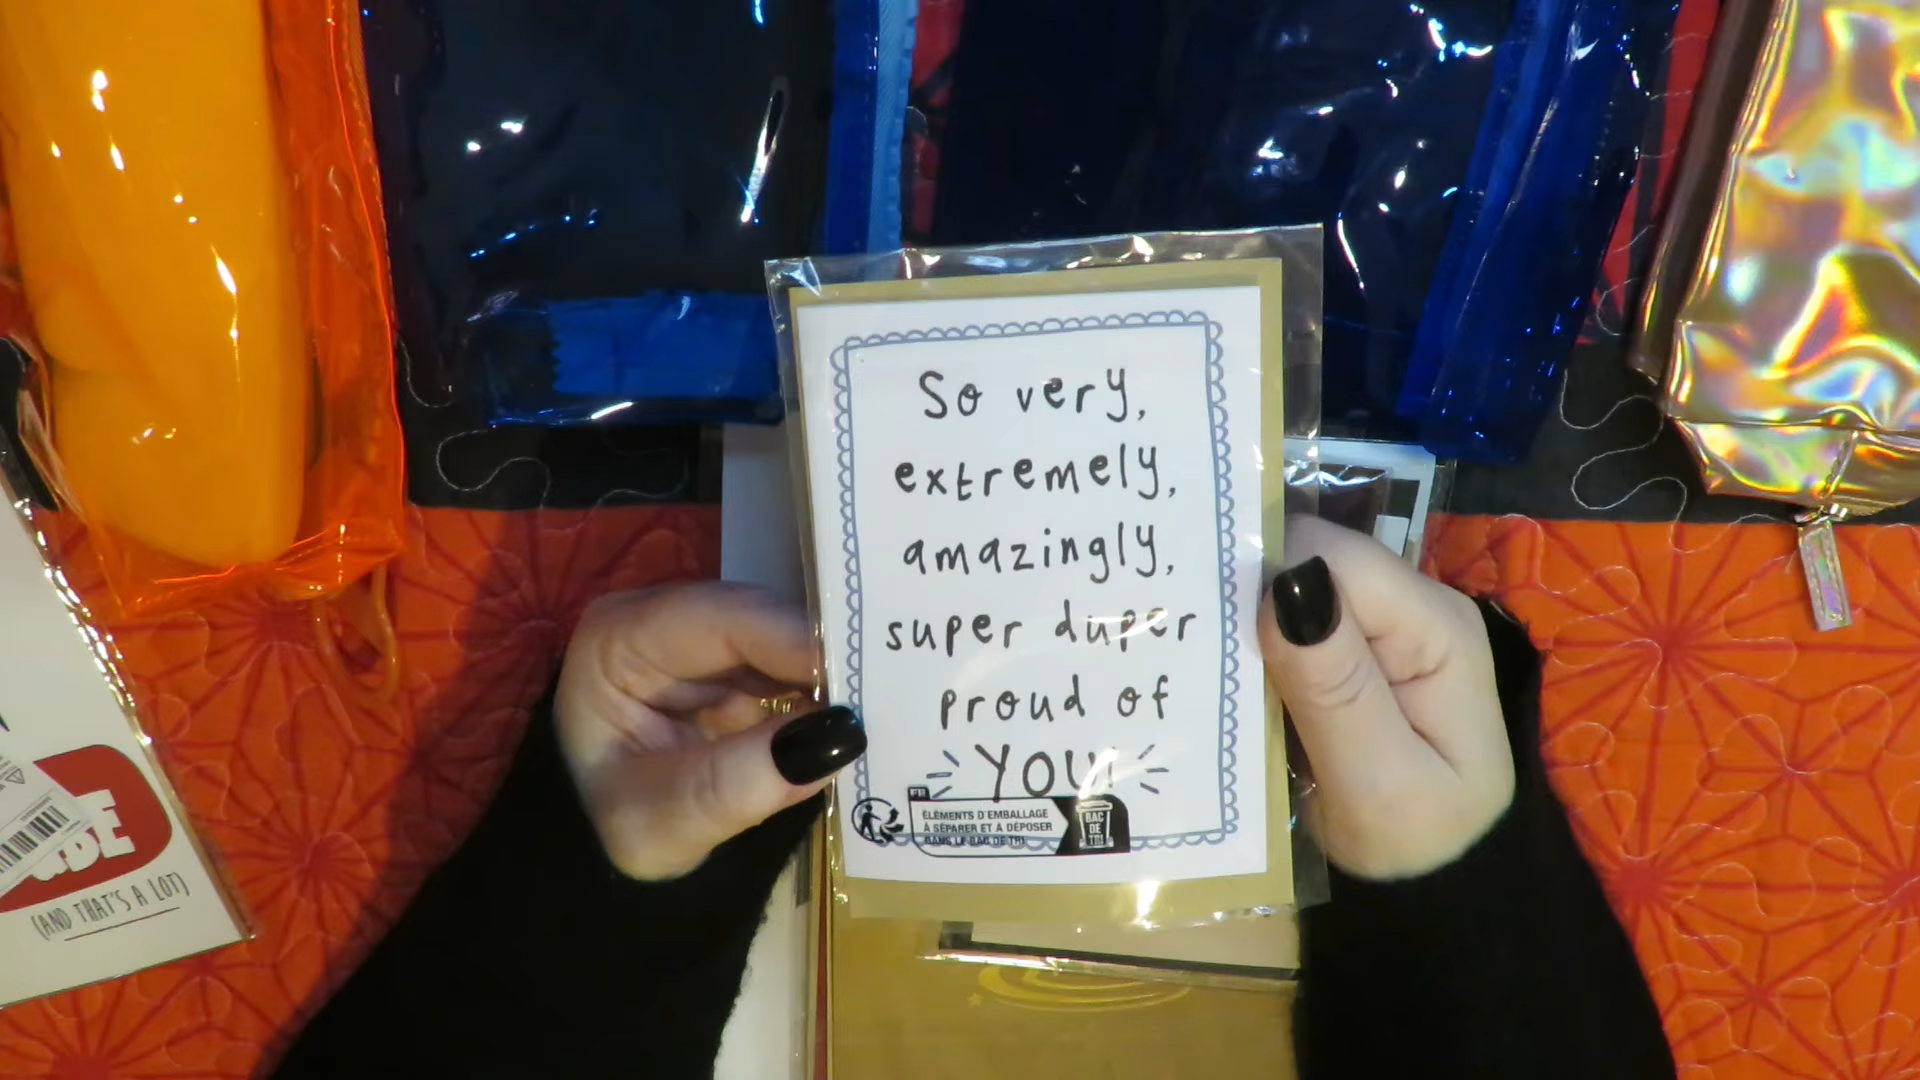 So very,
extremely,
amazingly,
super duper
proud of
YOU!
FR
ÉLÉMENTS D'EMBALLAGE
À SÉPARER ET À DÉPOSER
DANS LE BAC DE TRI
BAC
DE
TRI
(AND THAT'S A LOT)